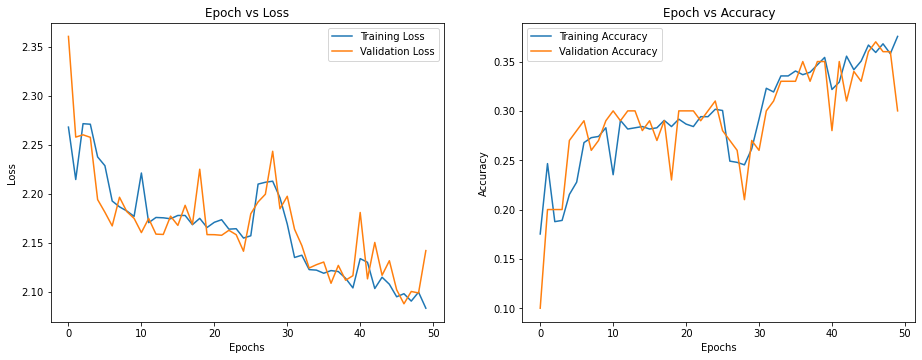 Epoch vs Loss
Training Loss
Validation Loss
2.35
2.30
2.25
2.20
2.15
2.10
Loss
0
10
20
30
40
50
Epochs
Epoch vs Accuracy
Training Accuracy
Validation Accuracy
0.35
0.30
0.25
0.20
0.15
0.10
Accuracy
0
10
20
30
40
50
Epochs